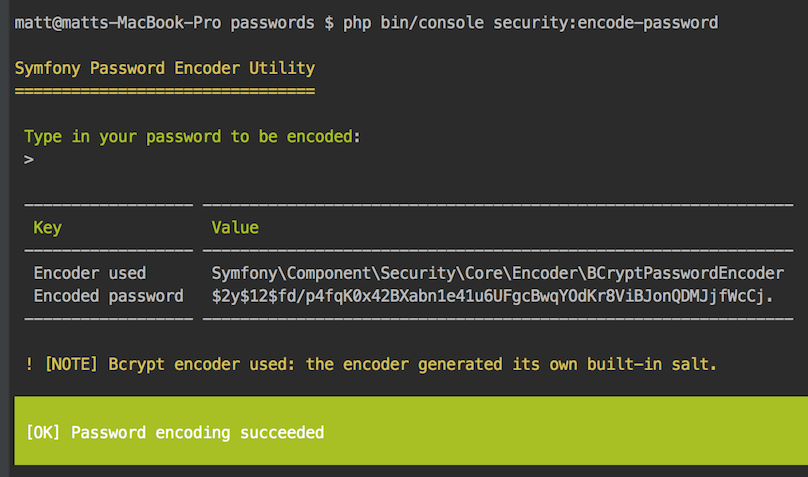 matt@matts-MacBook-Pro passwords $ php bin/console security:encode-password
Symfony Password Encoder Utility
================================
Type in your password to be encoded:
>
Key Value
Encoder used Symfony\Component\Security\Core\Encoder\BCryptPasswordEncoder
Encoded password $2y$12$fd/p4fqK0x42BXabn1e41u6UFgcBwqYOdKr8ViBJonQDMJjfWcCj.
! [NOTE] Bcrypt encoder used: the encoder generated its own built-in salt.
[OK] Password encoding succeeded